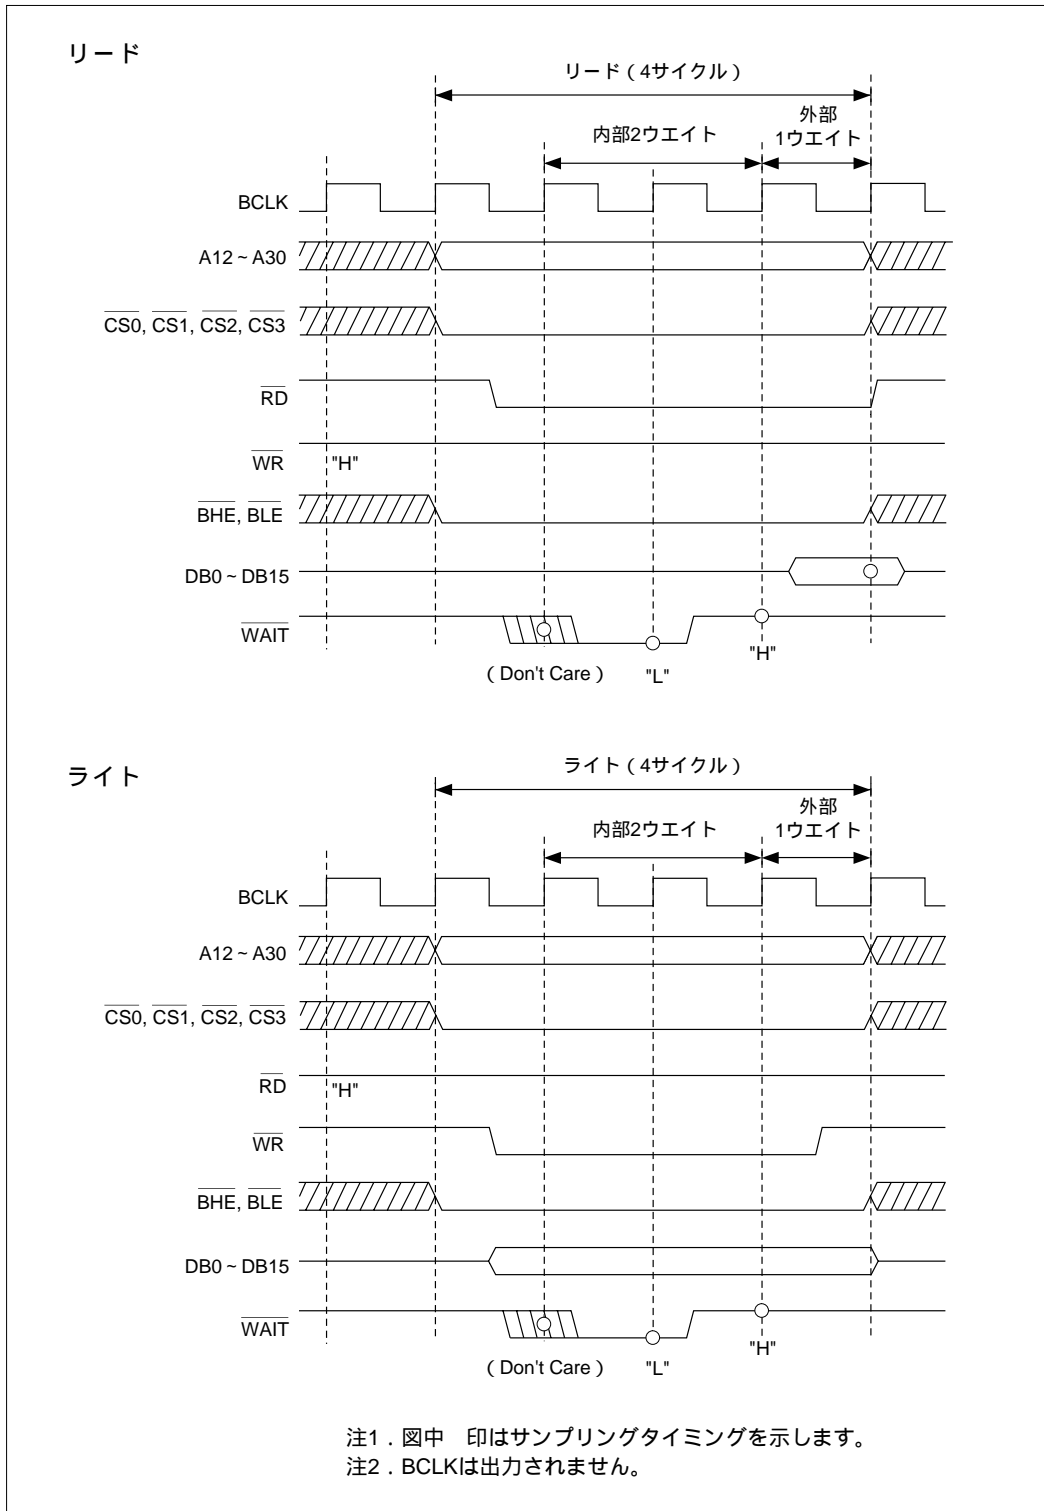 リード
リード（4サイクル）
外部
内部2ウエイト
1ウエイト
BCLK
A12～A30
CS0, CS1, CS2, CS3
RD
WR
"H"
BHE, BLE
DB0～DB15
WAIT
（Don't Care）
"L"
"H"
ライト
ライト（4サイクル）
外部
内部2ウエイト
1ウエイト
BCLK
A12～A30
CS0, CS1, CS2, CS3
RD
"H"
WR
BHE, BLE
DB0～DB15
WAIT
（Don't Care）
"L"
"H"
注1．図中　印はサンプリングタイミングを示します。
注2．BCLKは出力されません。